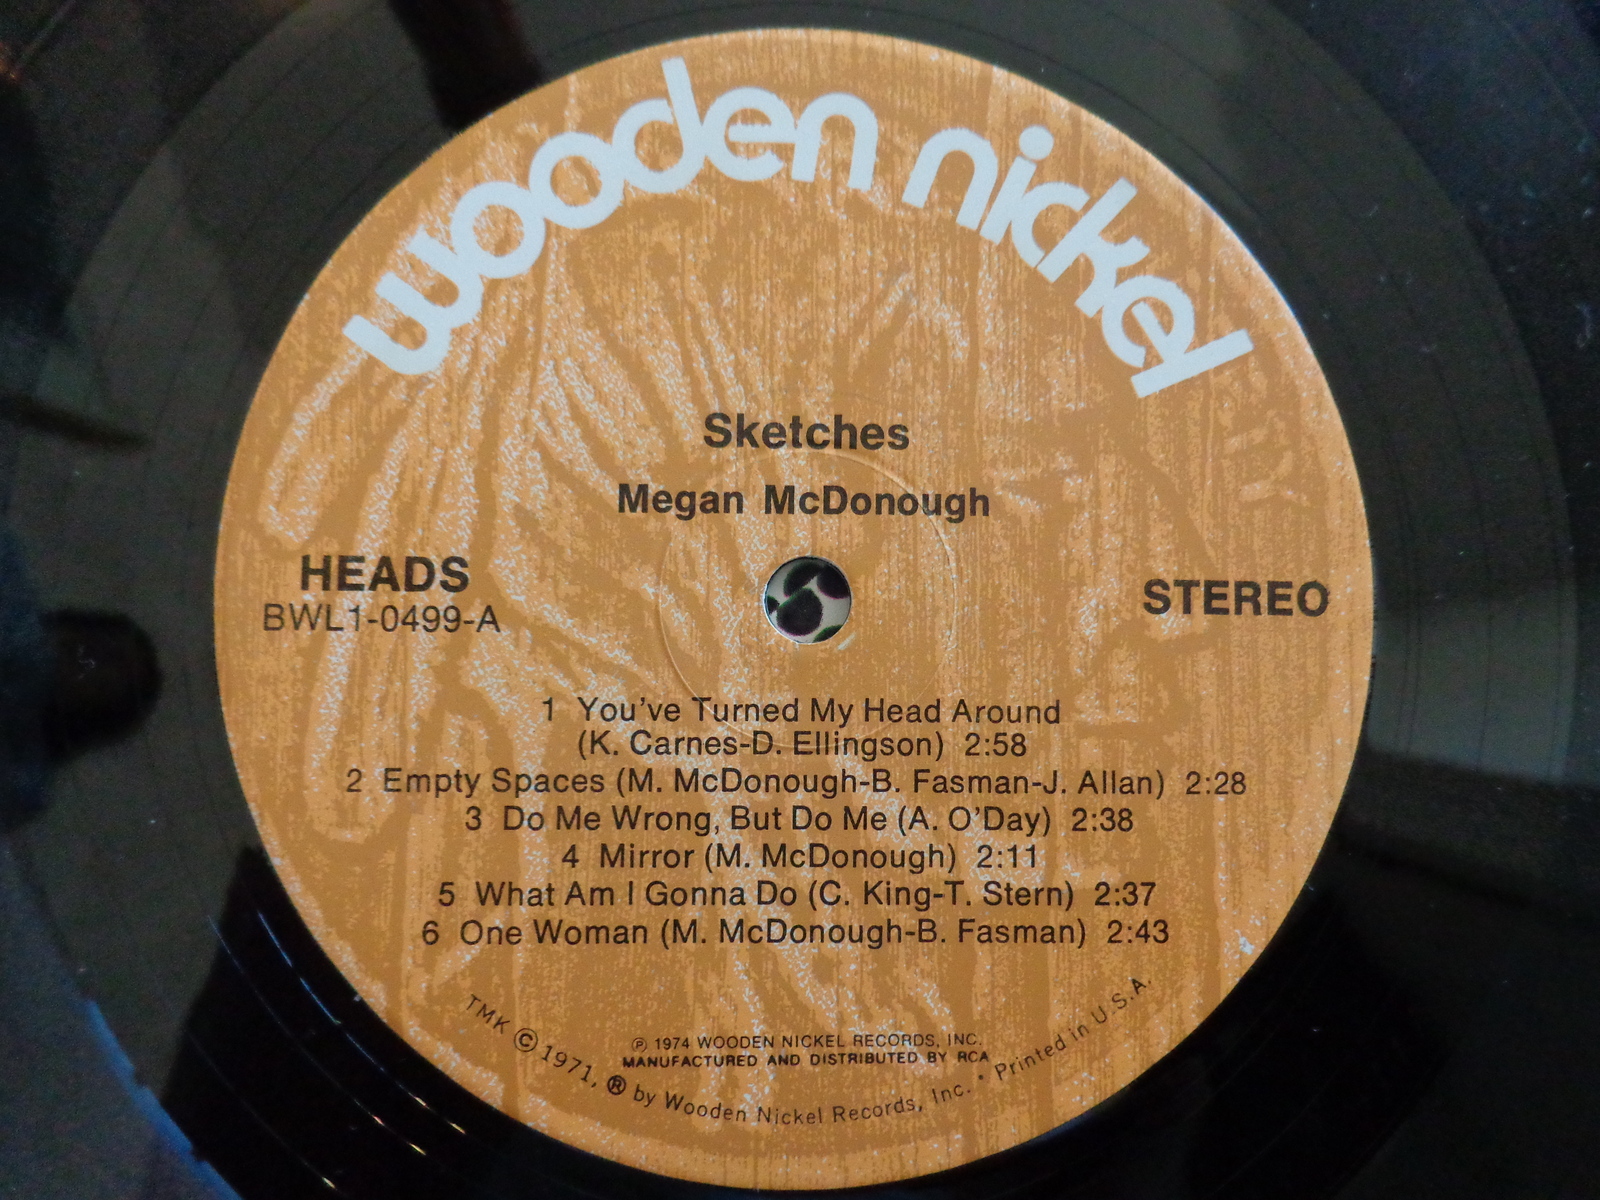 wooden nickel
Sketches
Megan McDonough
HEADS
BWL1-0499-A
STEREO
1 You've Turned My Head Around
(K. Carnes-D. Ellingson) 2:58
2 Empty Spaces (M. McDonough-B. Fasman-J. Allan) 2:28
3 Do Me Wrong, But Do Me (A. O'Day) 2:38
4 Mirror (M. McDonough) 2:11
5 What Am I Gonna Do (C. King-T. Stern) 2:37
6 One Woman (M. McDonough-B. Fasman) 2:43
℗ 1974 WOODEN NICKEL RECORDS, INC.
MANUFACTURED AND DISTRIBUTED BY RCA
TMK © 1971, ® by Wooden Nickel Records, Inc. • Printed in U.S.A.